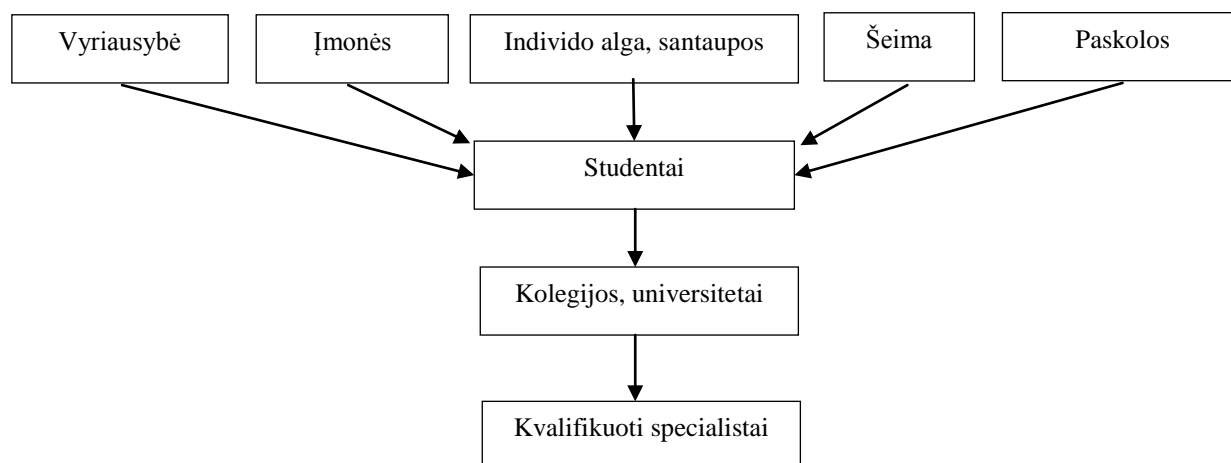 Vyriausybė
Įmonės
Individo alga, santaupos
Šeima
Paskolos
Studentai
Kolegijos, universitetai
Kvalifikuoti specialistai